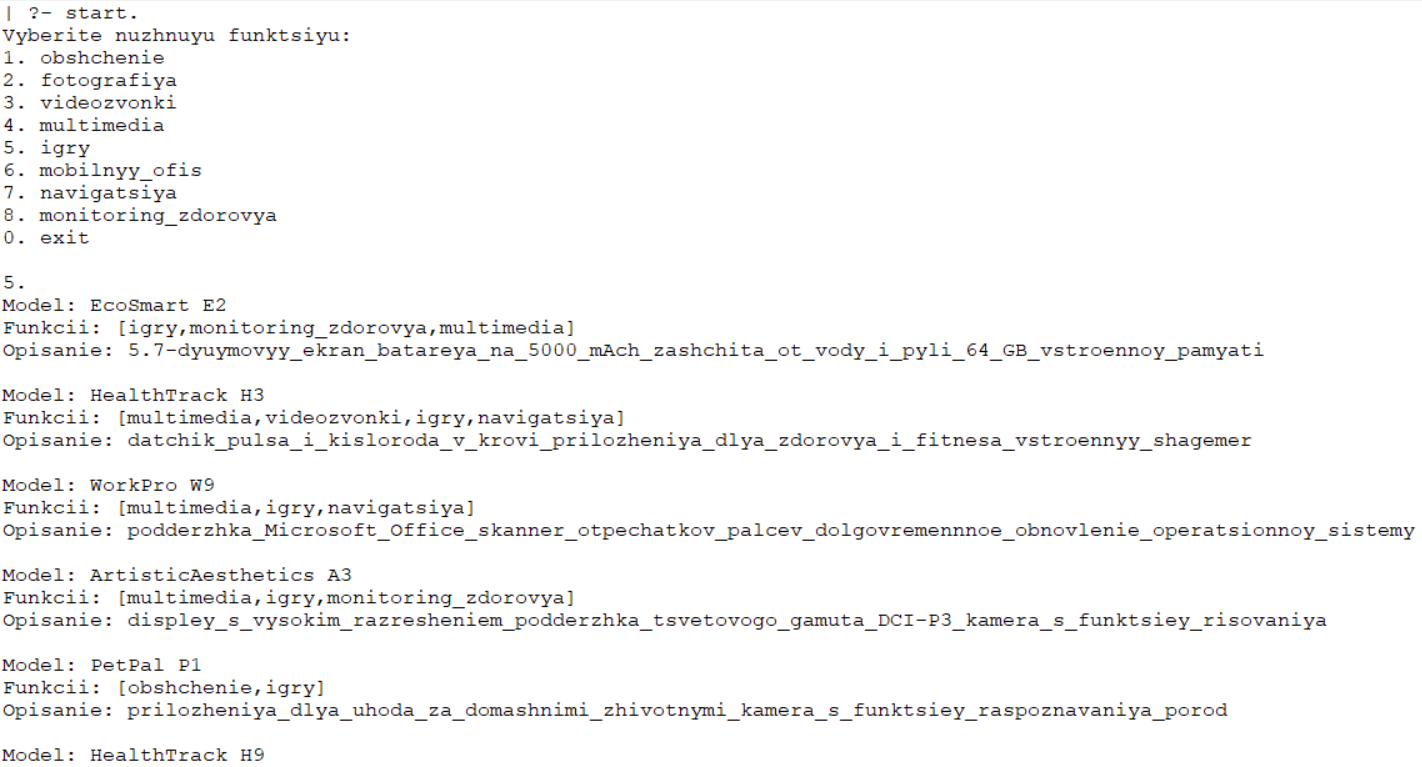 | ?- start.
Vyberite nuzhnuyu funktsiyu:
1. obshchenie
2. fotografiya
3. videozvonki
4. multimedia
5. igry
6. mobilnyy_ofis
7. navigatsiya
8. monitoring_zdorovya
0. exit
5.
Model: EcoSmart E2
Funkcii: [igry,monitoring_zdorovya,multimedia]
Opisanie: 5.7-dyuymovyy_ekran_batareya_na_5000_mAch_zashchita_ot_vody_i_pyli_64_GB_vstroennoy_pamyati
Model: HealthTrack H3
Funkcii: [multimedia,videozvonki,igry,navigatsiya]
Opisanie: datchik_pulsa_i_kisloroda_v_krovi_prilozheniya_dlya_zdorovya_i_fitnesa_vstroennyy_shagemer
Model: WorkPro W9
Funkcii: [multimedia,igry,navigatsiya]
Opisanie: podderzhka_Microsoft_Office_skanner_otpechatkov_palcev_dolgovremennnoe_obnovlenie_operatsionnoy_sistemy
Model: ArtisticAesthetics A3
Funkcii: [multimedia,igry,monitoring_zdorovya]
Opisanie: displey_s_vysokim_razresheniem_podderzhka_tsvetovogo_gamuta_DCI-P3_kamera_s_funktsiey_risovaniya
Model: PetPal P1
Funkcii: [obshchenie,igry]
Opisanie: prilozheniya_dlya_uhoda_za_domashnimi_zhivotnymi_kamera_s_funktsiey_raspoznavaniya_porod
Model: HealthTrack H9